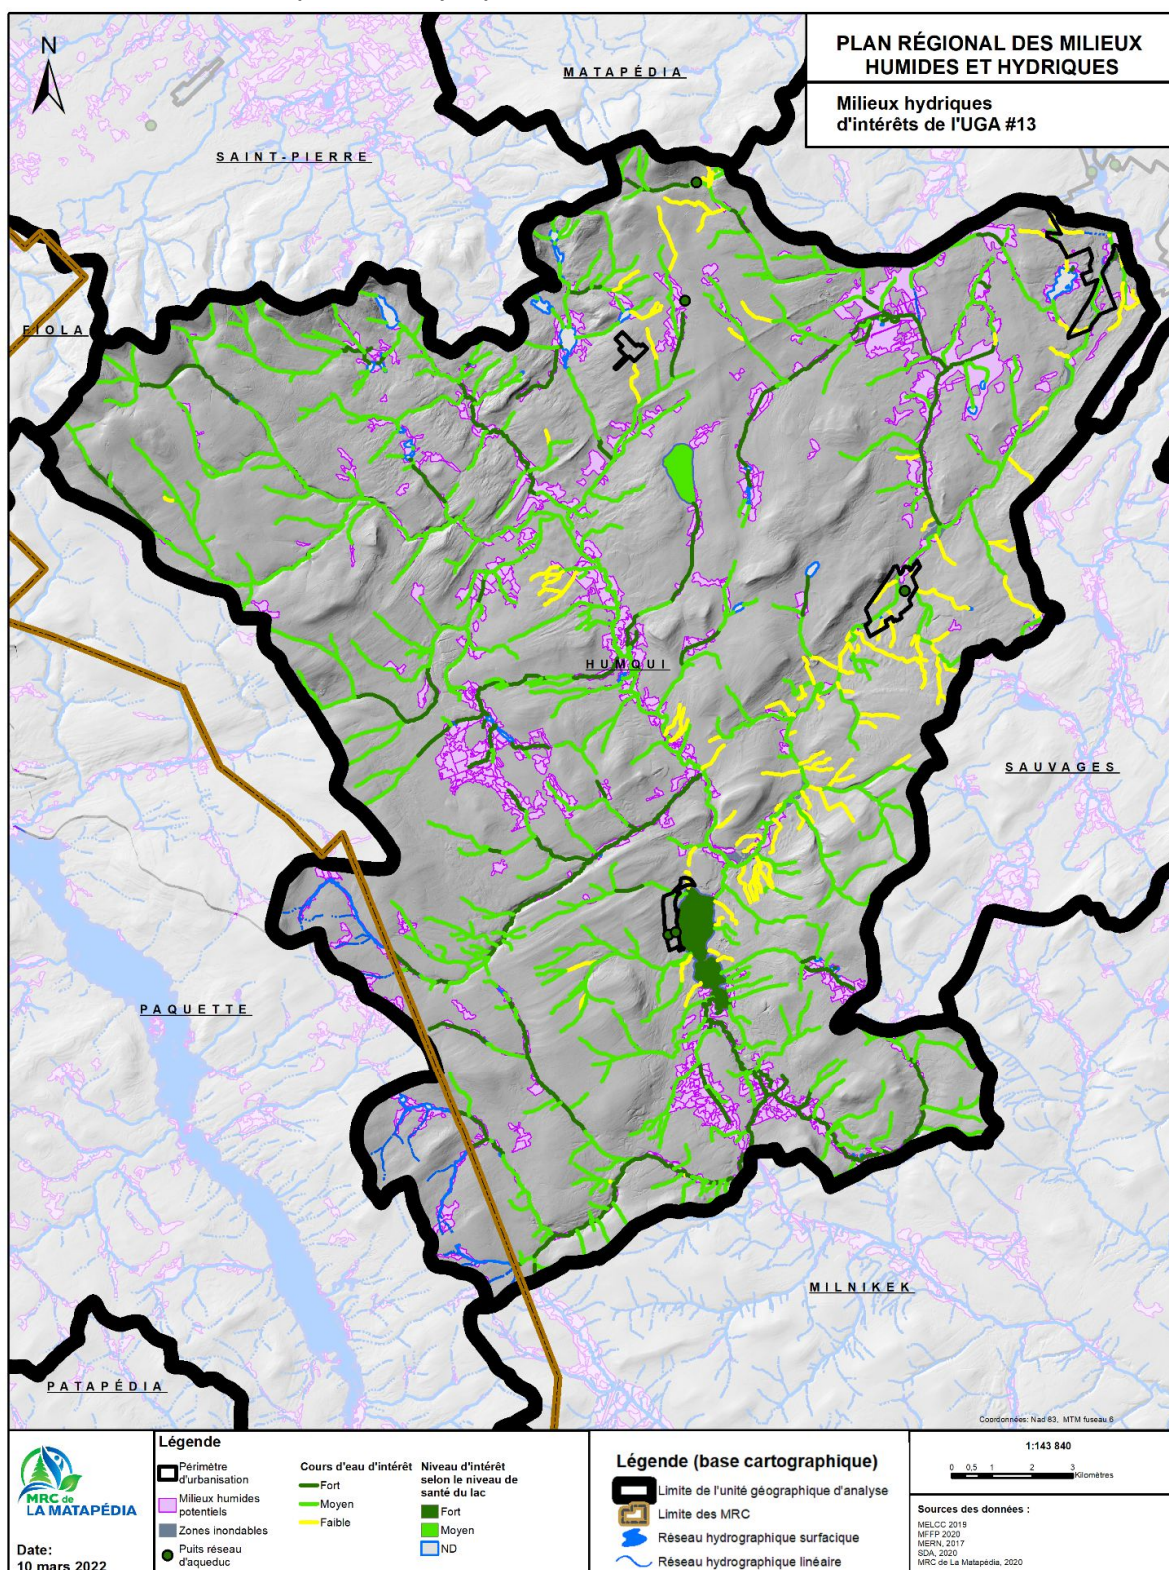 PLAN RÉGIONAL DES MILIEUX
HUMIDES ET HYDRIQUES
Milieux hydriques
d'intérêts de l'UGA #13
N
MATAPÉDIA
SAINT-PIERRE
FIOLA
HUMQUI
SAUVAGES
PAQUETTE
MILNIKEK
PATAPÉDIA
Coordonnées: Nad 83, MTM fuseau 6
MRC de
LA MATAPÉDIA
Date:
10 mars 2022
Légende
Périmètre
d'urbanisation
Milieux humides
potentiels
Zones inondables
Puits réseau
d'aqueduc
Cours d'eau d'intérêt
Fort
Moyen
Faible
Niveau d'intérêt
selon le niveau de
santé du lac
Fort
Moyen
ND
Légende (base cartographique)
Limite de l'unité géographique d'analyse
Limite des MRC
Réseau hydrographique surfacique
Réseau hydrographique linéaire
1:143 840
0 0,5 1 2 3
Kilomètres
Sources des données :
MELCC 2019
MFFP 2020
MERN, 2017
SDA, 2020
MRC de La Matapédia, 2020